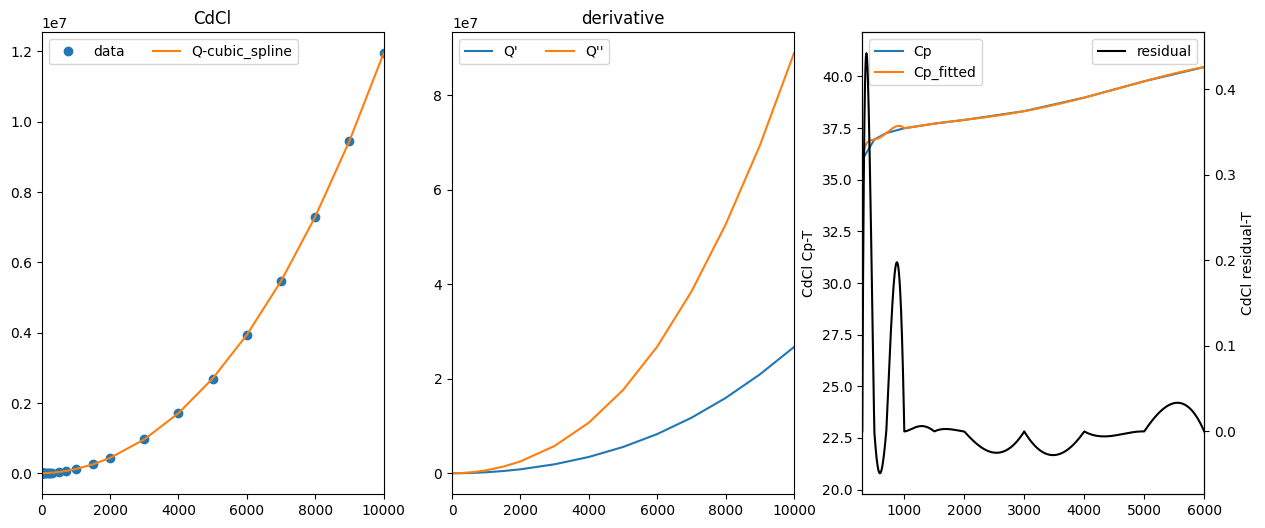 CdCl
1e7
data
Q-cubic_spline
1.2
1.0
0.8
0.6
0.4
0.2
0.0
0 2000 4000 6000 8000 10000
derivative
1e7
Q'
Q''
8
6
4
2
0
0 2000 4000 6000 8000 10000
Cp
Cp_fitted
residual
CdCl Cp-T
40.0
37.5
35.0
32.5
30.0
27.5
25.0
22.5
20.0
1000 2000 3000 4000 5000 6000
0.4
0.3
0.2
0.1
0.0
CdCl residual-T